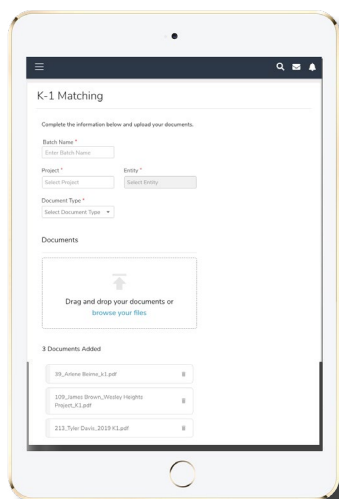 K-1 Matching
Complete the information below and upload your documents.
Batch Name *
Enter Batch Name
Project *
Entity *
Select Project
Select Entity
Document Type *
Select Document Type
Documents
Drag and drop your documents or
browse your files
3 Documents Added
39_Arlene Beirne_k1.pdf
109_James Brown_Wesley Heights
Project_K1.pdf
213_Tyler Davis_2019 K1.pdf